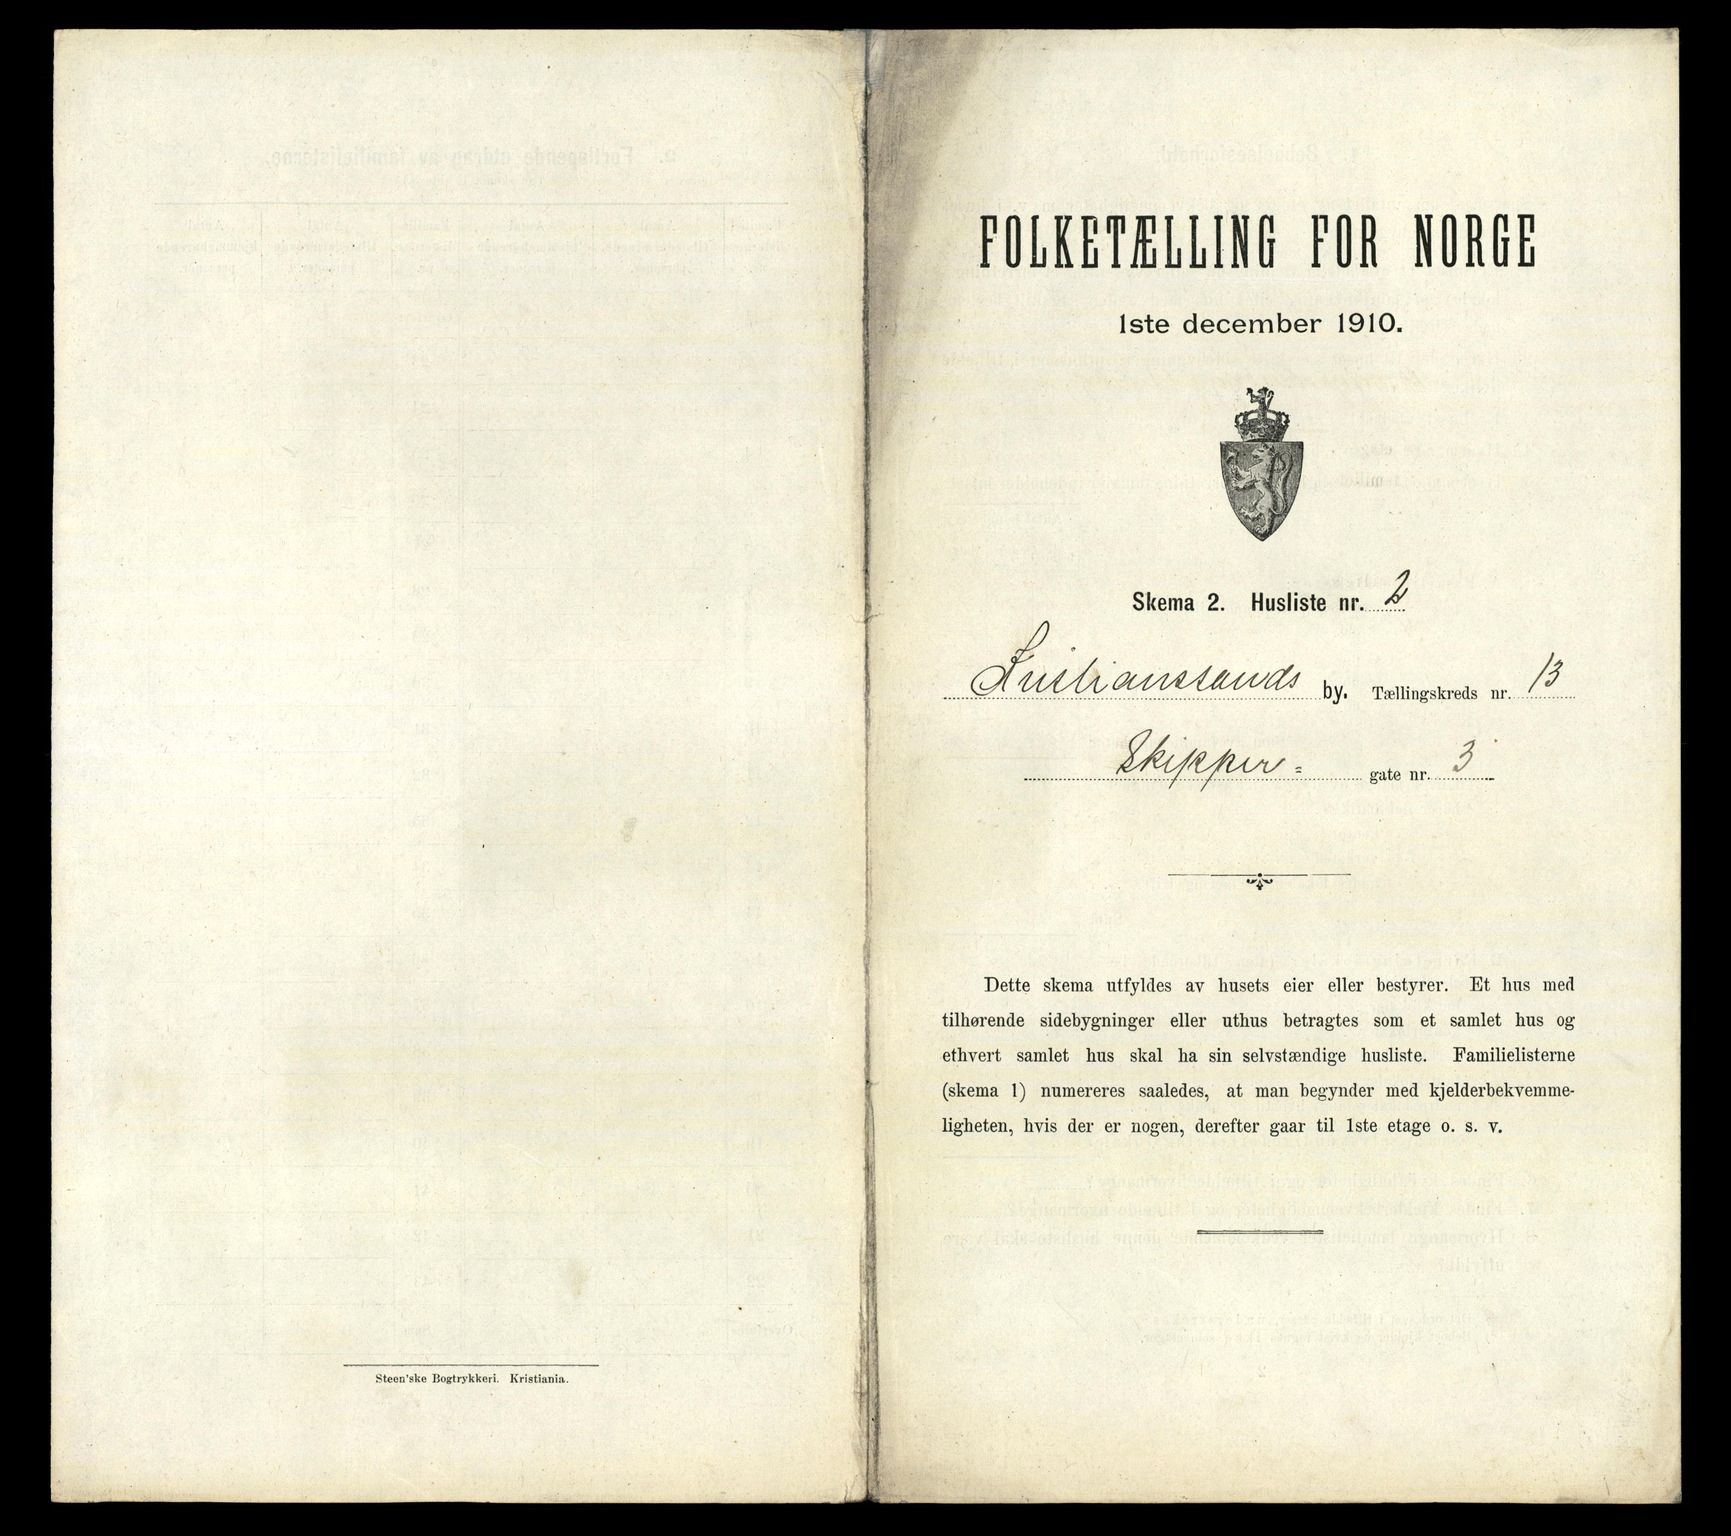 FOLKETÆLLING FOR NORGE
1ste december 1910.
Skema 2. Husliste nr. 2
Kristianssands by. Tællingskreds nr. 13
Skipper= gate nr. 3
Dette skema utfyldes av husets eier eller bestyrer. Et hus med
tilhørende sidebygninger eller uthus betragtes som et samlet hus og
ethvert samlet hus skal ha sin selvstændige husliste. Familielisterne
(skema 1) numereres saaledes, at man begynder med kjelderbekvemme-
ligheten, hvis der er nogen, derefter gaar til 1ste etage o. s. v.
Steen'ske Bogtrykkeri. Kristiania.